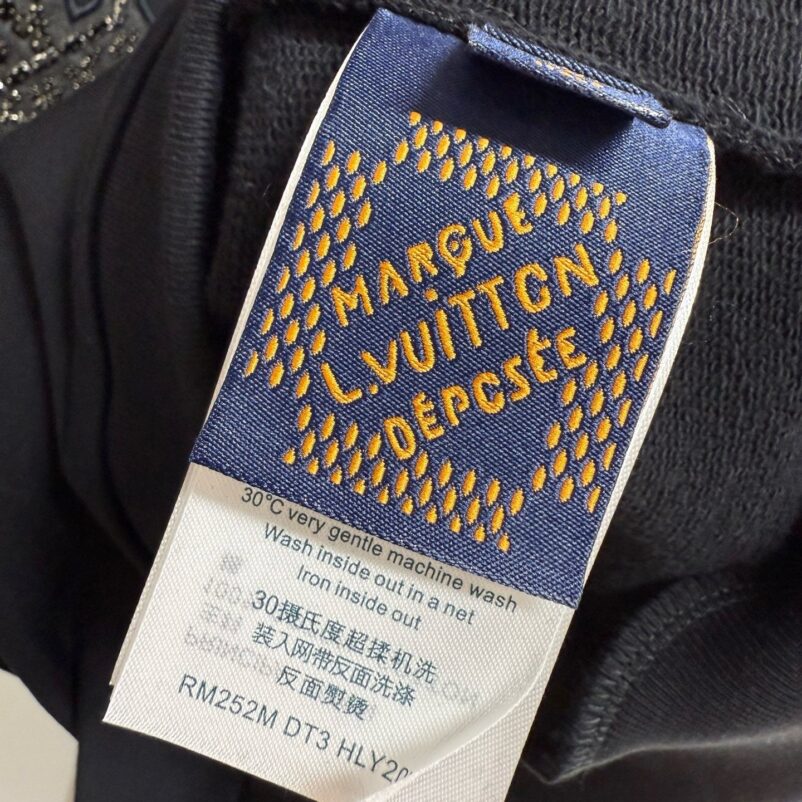 MARQUE
L.VUITTON
DÉPOSÉE
30°C very gentle machine wash
Wash inside out in a net
Iron inside out
30摄氏度超揉机洗
装入网带反面洗涤
反面熨烫
RM252M DT3 HLY20